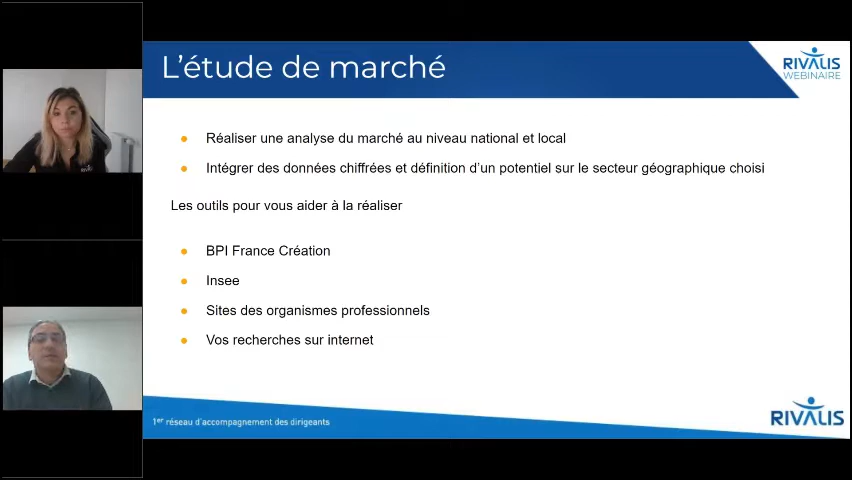 L'étude de marché
RIVALIS
WEBINAIRE
Réaliser une analyse du marché au niveau national et local
Intégrer des données chiffrées et définition d'un potentiel sur le secteur géographique choisi
Les outils pour vous aider à la réaliser
BPI France Création
Insee
Sites des organismes professionnels
Vos recherches sur internet
1er réseau d'accompagnement des dirigeants
RIVALIS